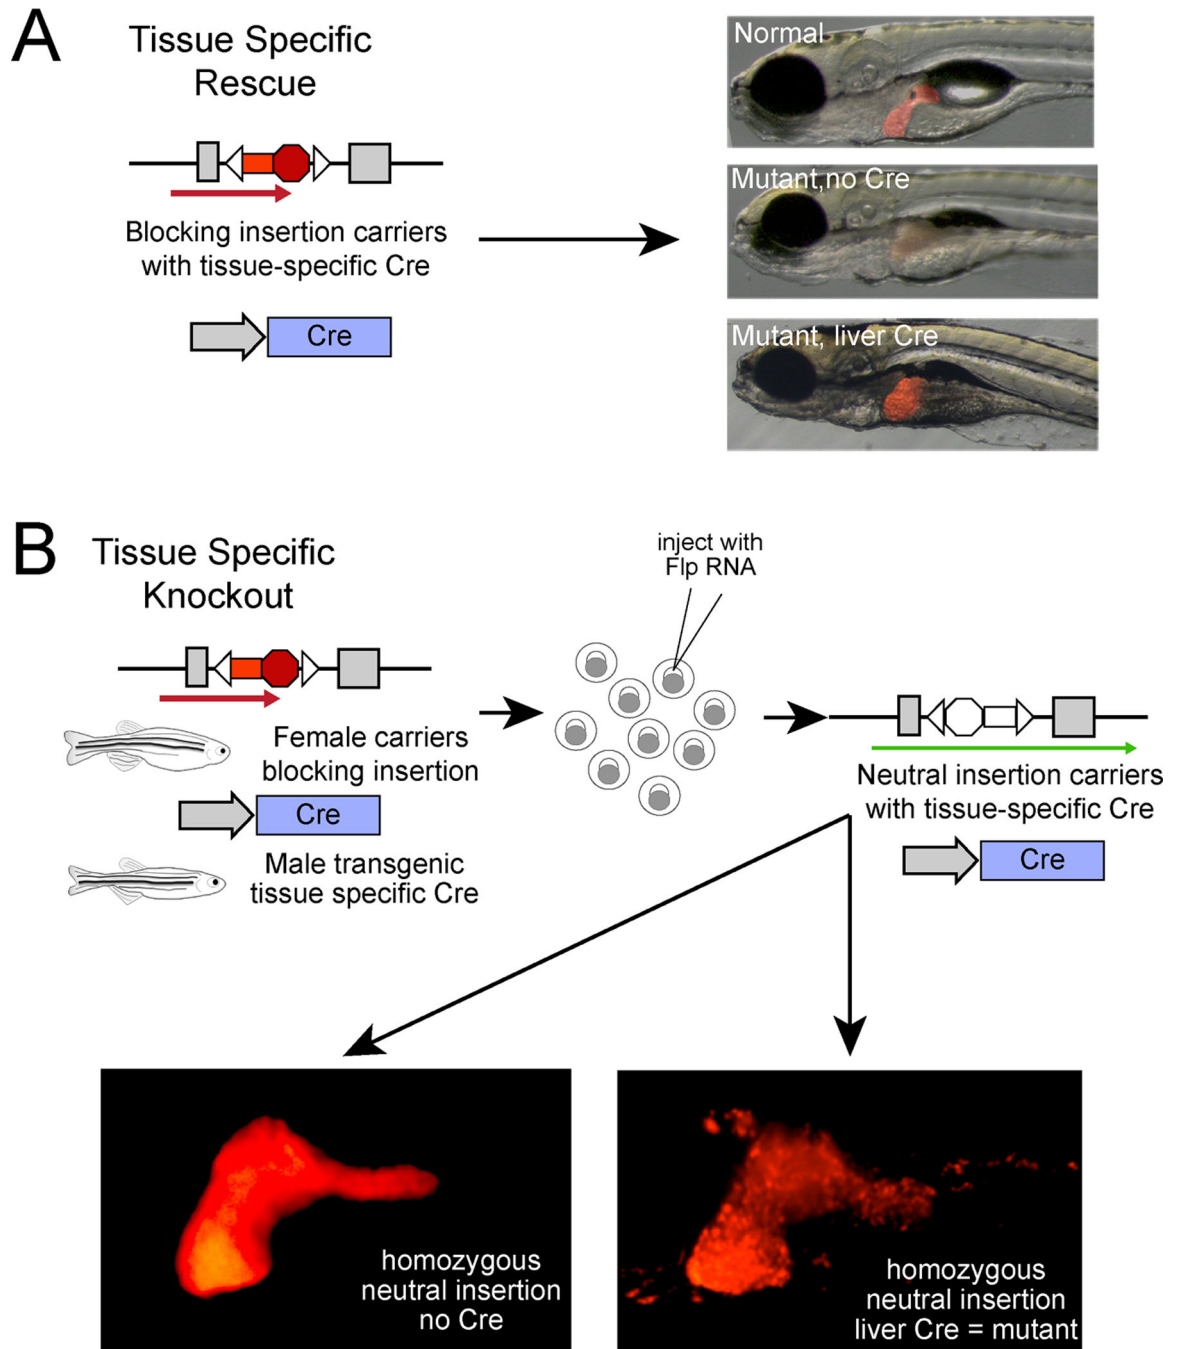 A
Tissue Specific
Rescue
Blocking insertion carriers
with tissue-specific Cre
Cre
Normal
Mutant,no Cre
Mutant, liver Cre
B
Tissue Specific
Knockout
Female carriers
blocking insertion
Cre
Male transgenic
tissue specific Cre
inject with
Flp RNA
Neutral insertion carriers
with tissue-specific Cre
Cre
homozygous
neutral insertion
no Cre
homozygous
neutral insertion
liver Cre = mutant